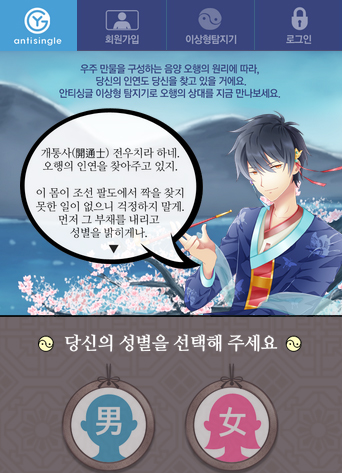 antisingle
회원가입
이상형탐지기
로그인
우주 만물을 구성하는 음양 오행의 원리에 따라,
당신의 인연도 당신을 찾고 있을 거에요.
안티싱글 이상형 탐지기로 오행의 상대를 지금 만나보세요.
개통사(開通士) 전우치라 하네.
오행의 인연을 찾아주고 있지.
이 몸이 조선 팔도에서 짝을 찾지
못한 일이 없으니 걱정하지 말게.
먼저 그 부채를 내리고
성별을 밝히게나.
당신의 성별을 선택해 주세요
男
女